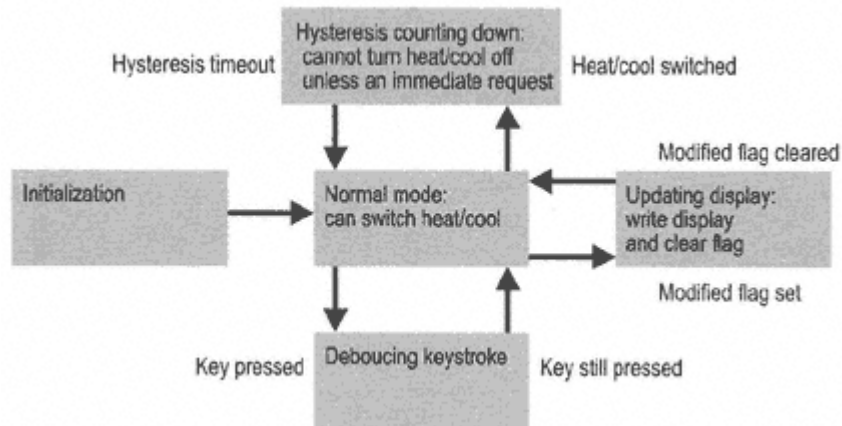 Hysteresis counting down:
cannot turn heat/cool off
unless an immediate request
Hysteresis timeout
Heat/cool switched
Modified flag cleared
Initialization
Normal mode:
can switch heat/cool
Updating display:
write display
and clear flag
Modified flag set
Key pressed
Deboucing keystroke
Key still pressed